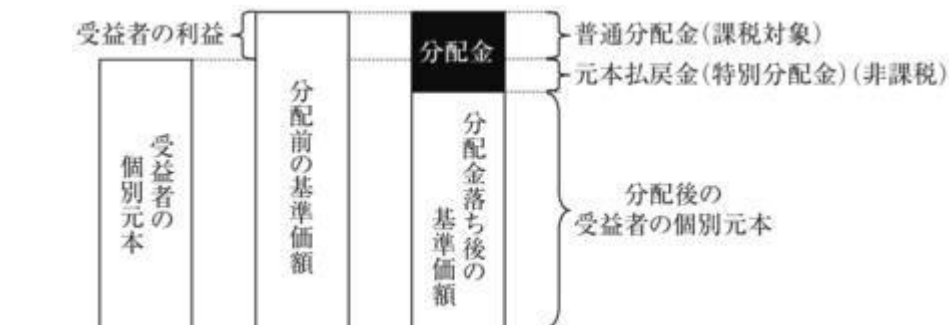 受益者の利益
分配金
普通分配金(課税対象)
元本払戻金(特別分配金)(非課税)
受益者の
個別元本
分配前の基準価額
分配金落ち後の
基準価額
分配後の
受益者の個別元本